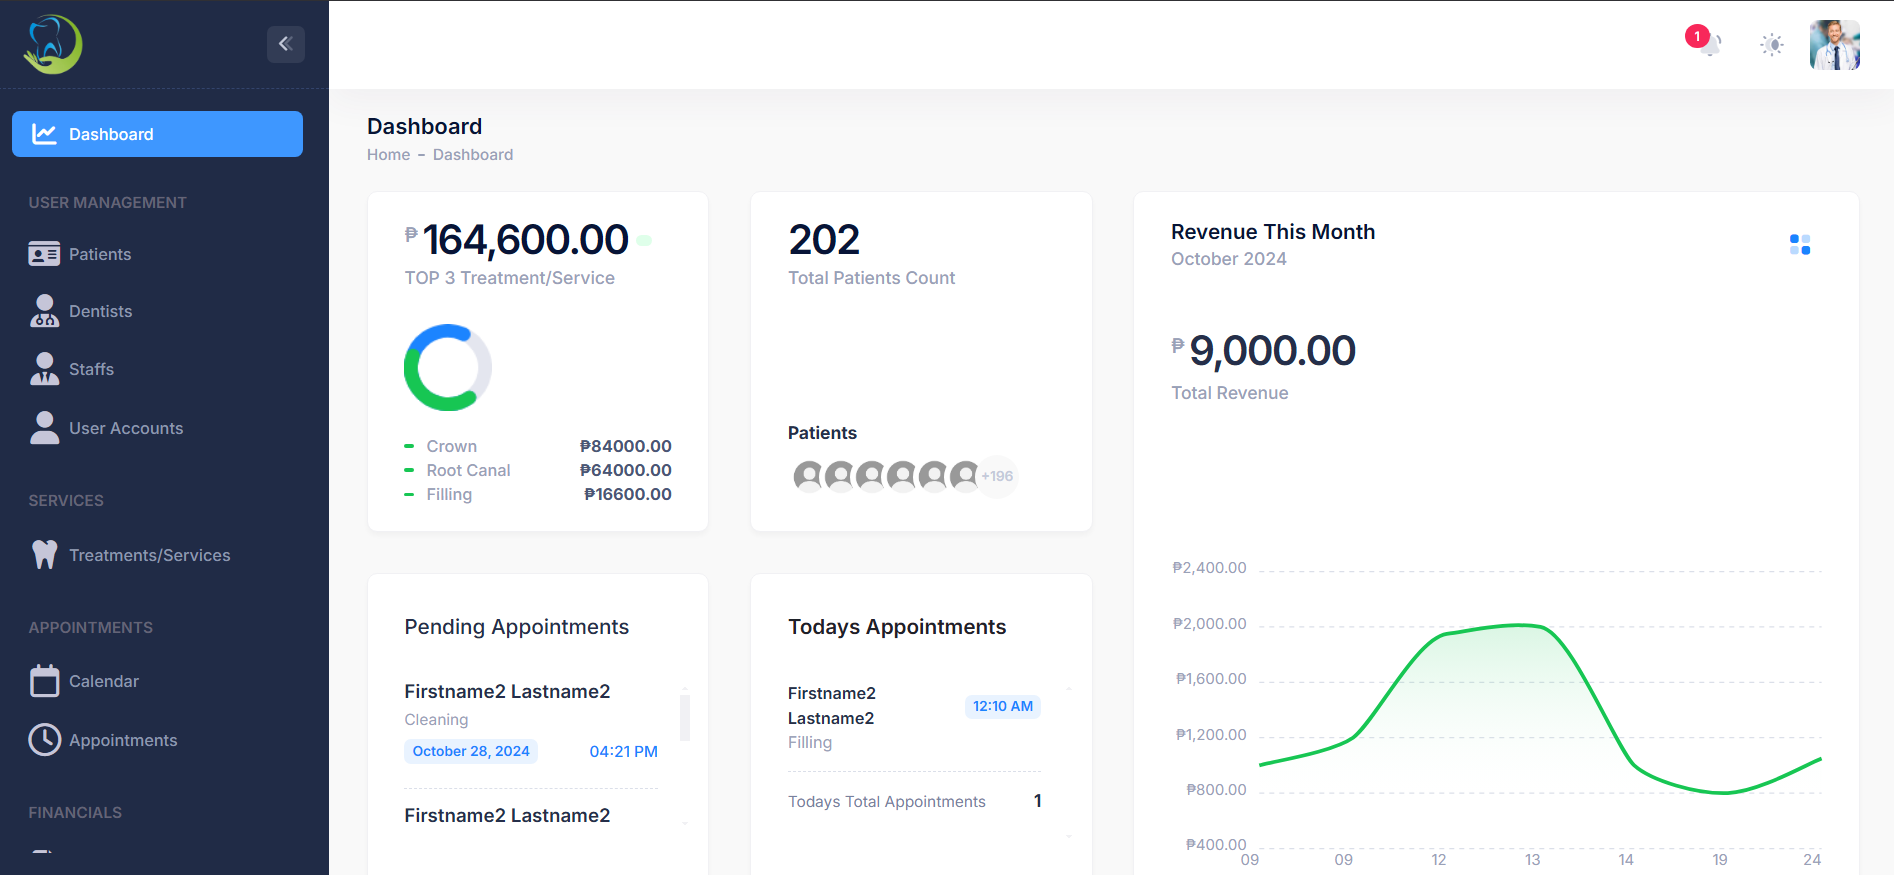 1
Dashboard
USER MANAGEMENT
Patients
Dentists
Staffs
User Accounts
SERVICES
Treatments/Services
APPOINTMENTS
Calendar
Appointments
FINANCIALS
Dashboard
Home - Dashboard
₱ 164,600.00
TOP 3 Treatment/Service
Crown ₱84000.00
Root Canal ₱64000.00
Filling ₱16600.00
202
Total Patients Count
Patients
+196
Revenue This Month
October 2024
₱ 9,000.00
Total Revenue
₱2,400.00
₱2,000.00
₱1,600.00
₱1,200.00
₱800.00
₱400.00
09 09 12 13 14 19 24
Pending Appointments
Firstname2 Lastname2
Cleaning
October 28, 2024 04:21 PM
Firstname2 Lastname2
Todays Appointments
Firstname2
Lastname2
12:10 AM
Filling
Todays Total Appointments 1